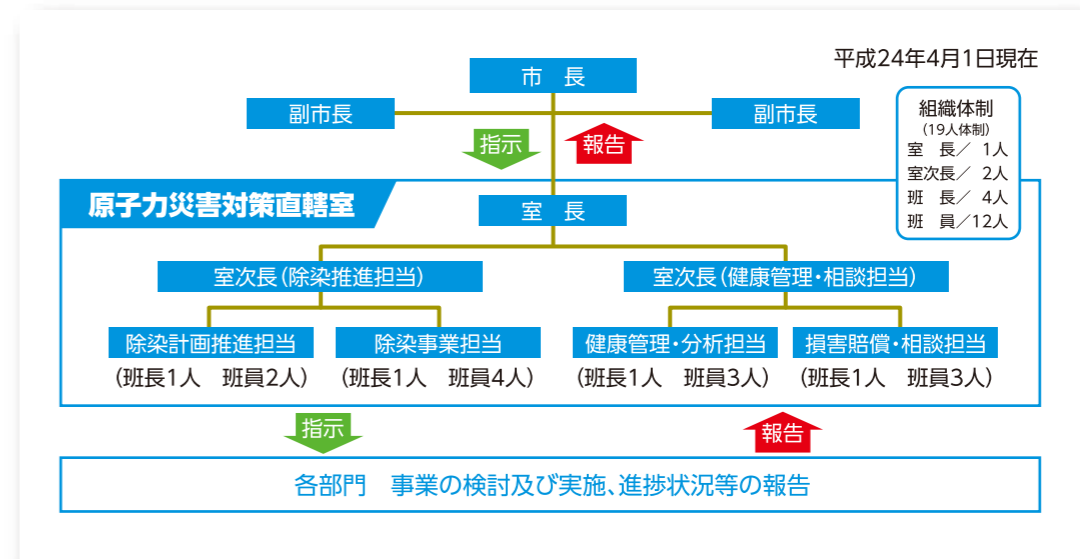 平成24年4月1日現在
市　長
副市長
副市長
組織体制
（19人体制）
室　長／ 1人
室次長／ 2人
班　長／ 4人
班　員／12人
指示
報告
原子力災害対策直轄室
室　長
室次長（除染推進担当）
室次長（健康管理・相談担当）
除染計画推進担当
除染事業担当
健康管理・分析担当
損害賠償・相談担当
（班長1人　班員2人）
（班長1人　班員4人）
（班長1人　班員3人）
（班長1人　班員3人）
指示
報告
各部門　事業の検討及び実施、進捗状況等の報告